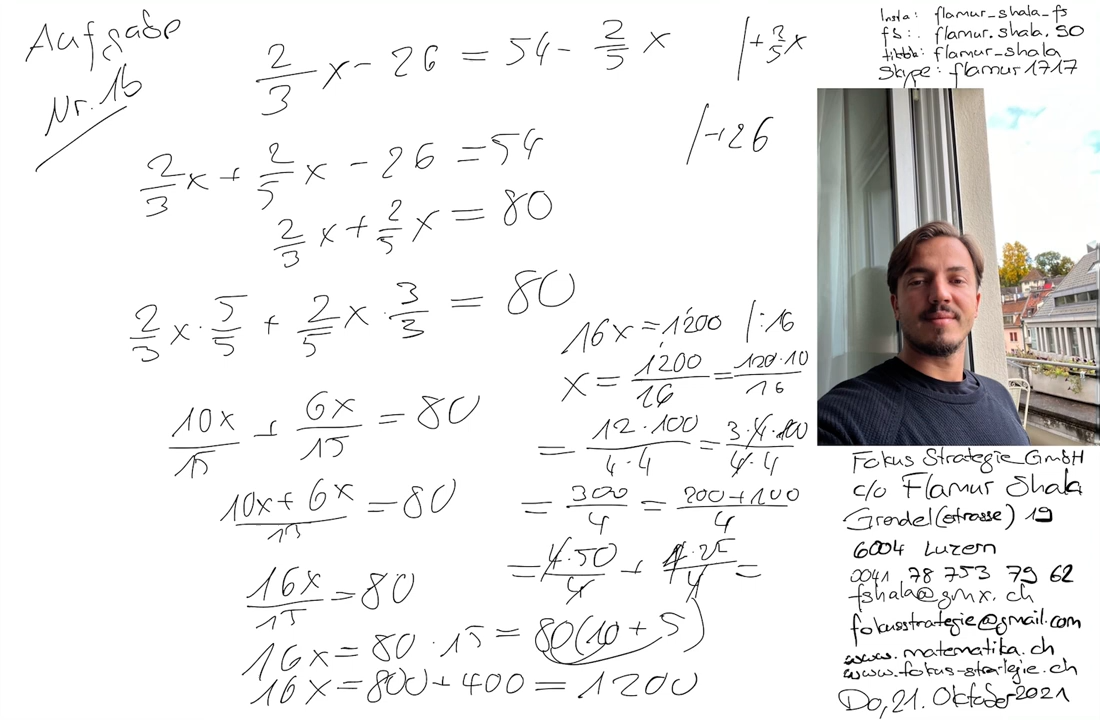 Aufgabe
Nr. 16
2/3 x - 26 = 54 - 2/5 x |+ 2/5 x
2/3 x + 2/5 x - 26 = 54 |+26
2/3 x + 2/5 x = 80
2/3 x · 5/5 + 2/5 x · 3/3 = 80
10x/15 + 6x/15 = 80
10x + 6x/15 = 80
16x/15 = 80
16x = 80 · 15 = 80(10 + 5)
16x = 800 + 400 = 1200
16x = 1'200 |:16
x = 1200/16 = 120·10/16
= 12·100/4·4 = 3·4·100/4·4
= 300/4 = 200+100/4
= 4·50/4 + 4·25/4 =
Insta: flamur_shala_fs
fb:. flamur.shala.90
tiktok: flamur_shala
Skype: flamur1717
Fokus Strategie GmbH
c/o Flamur Shala
Grendel(strasse) 19
6004 Luzern
0041 78 753 79 62
fshala@gmx.ch
fokusstrategie@gmail.com
www.matematika.ch
www.fokus-strategie.ch
Do, 21. Oktober 2021